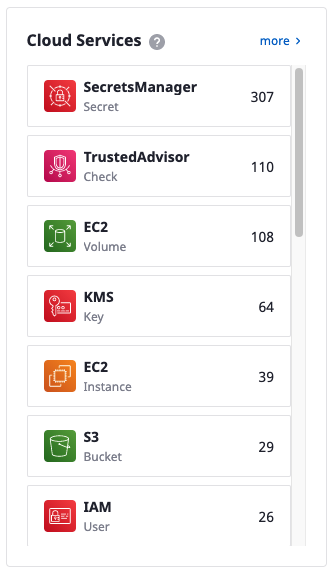 Cloud Services ?
more >
SecretsManager
Secret
307
TrustedAdvisor
Check
110
EC2
Volume
108
KMS
Key
64
EC2
Instance
39
S3
Bucket
29
IAM
User
26